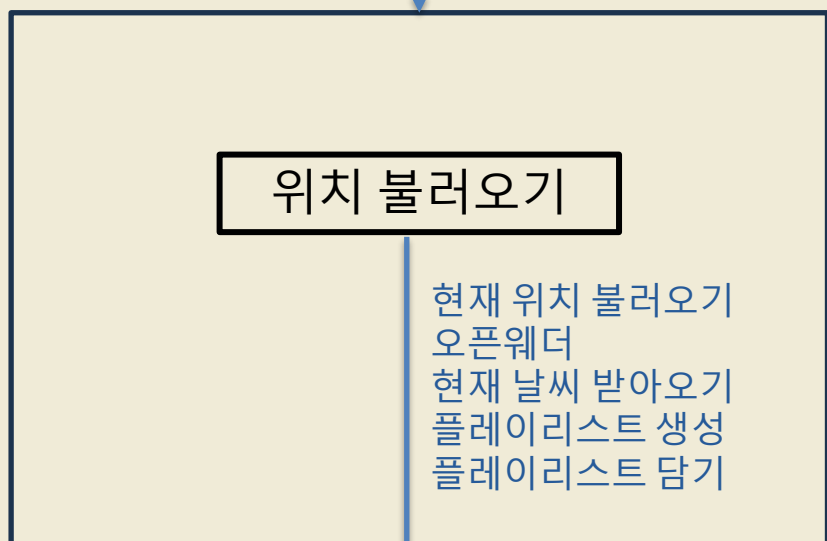 위치 불러오기
현재 위치 불러오기
오픈웨더
현재 날씨 받아오기
플레이리스트 생성
플레이리스트 담기